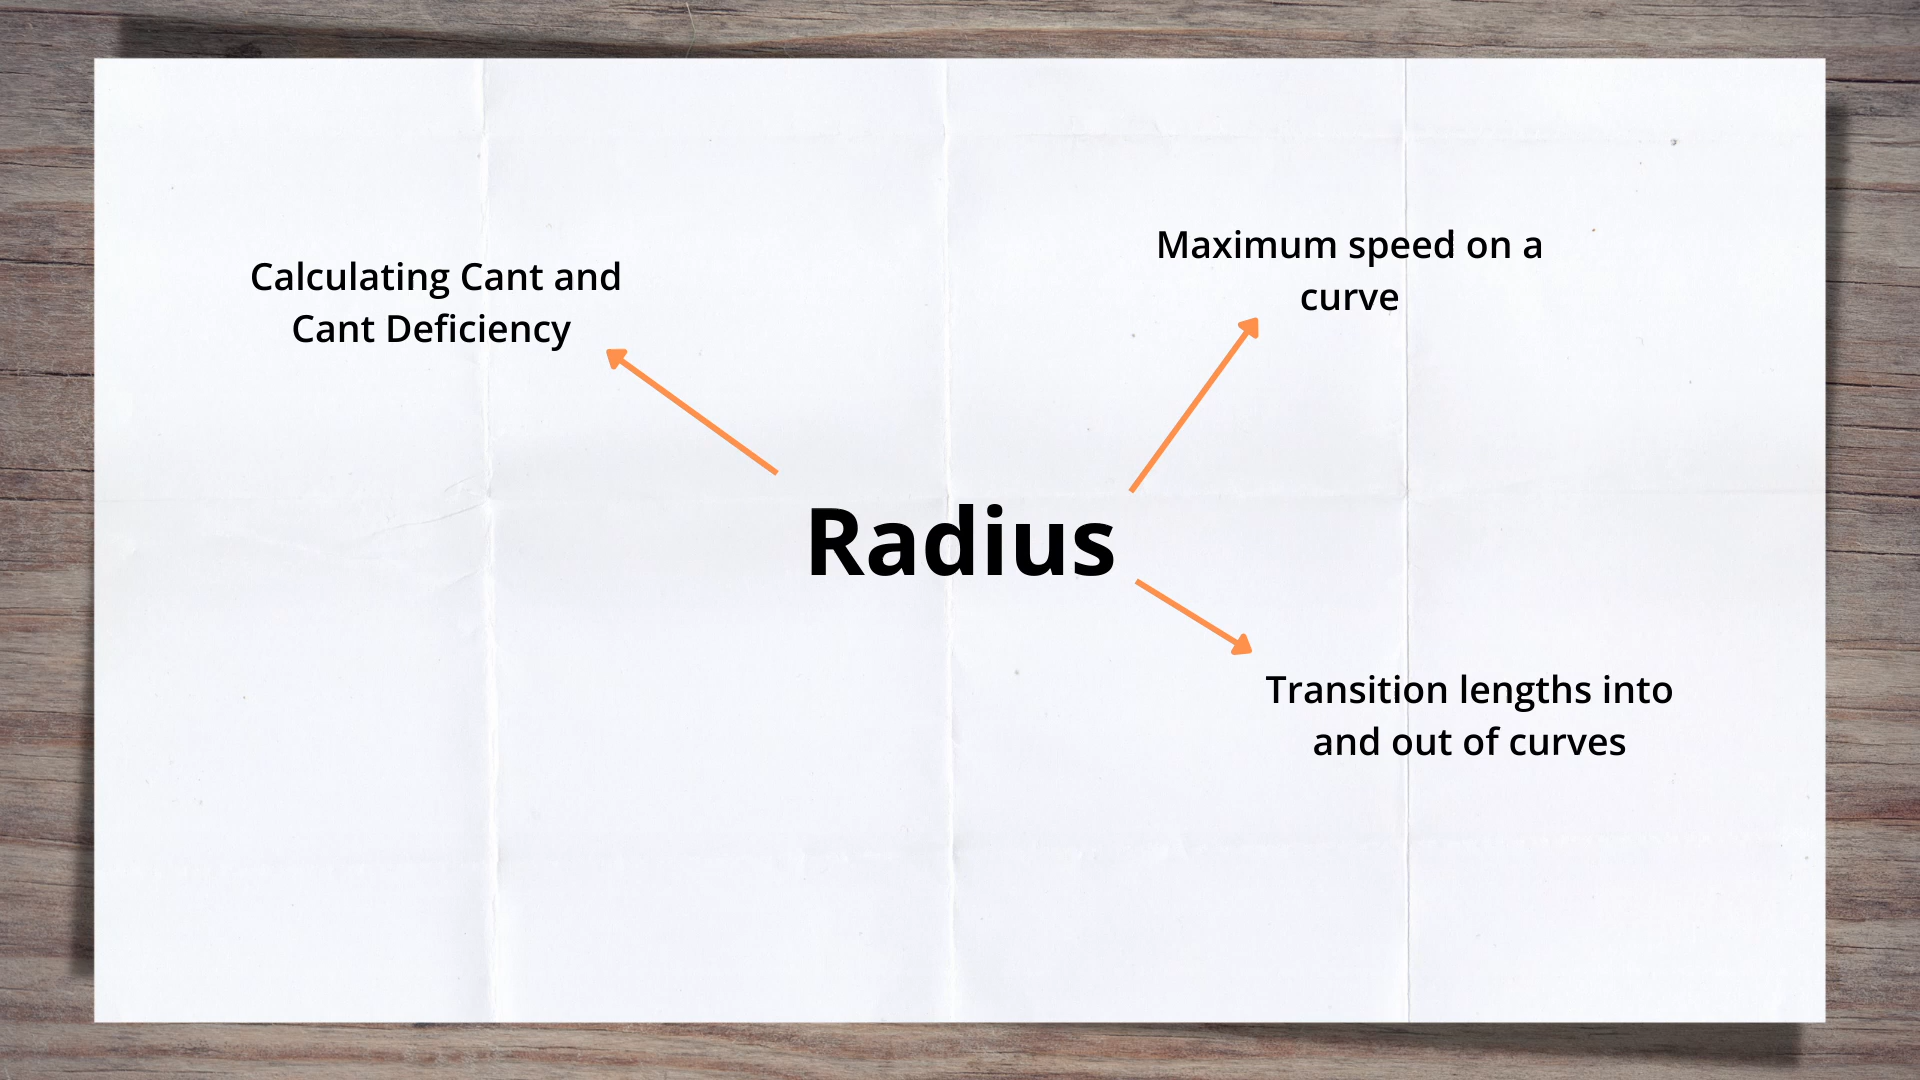 Calculating Cant and
Cant Deficiency
Maximum speed on a
curve
Radius
Transition lengths into
and out of curves